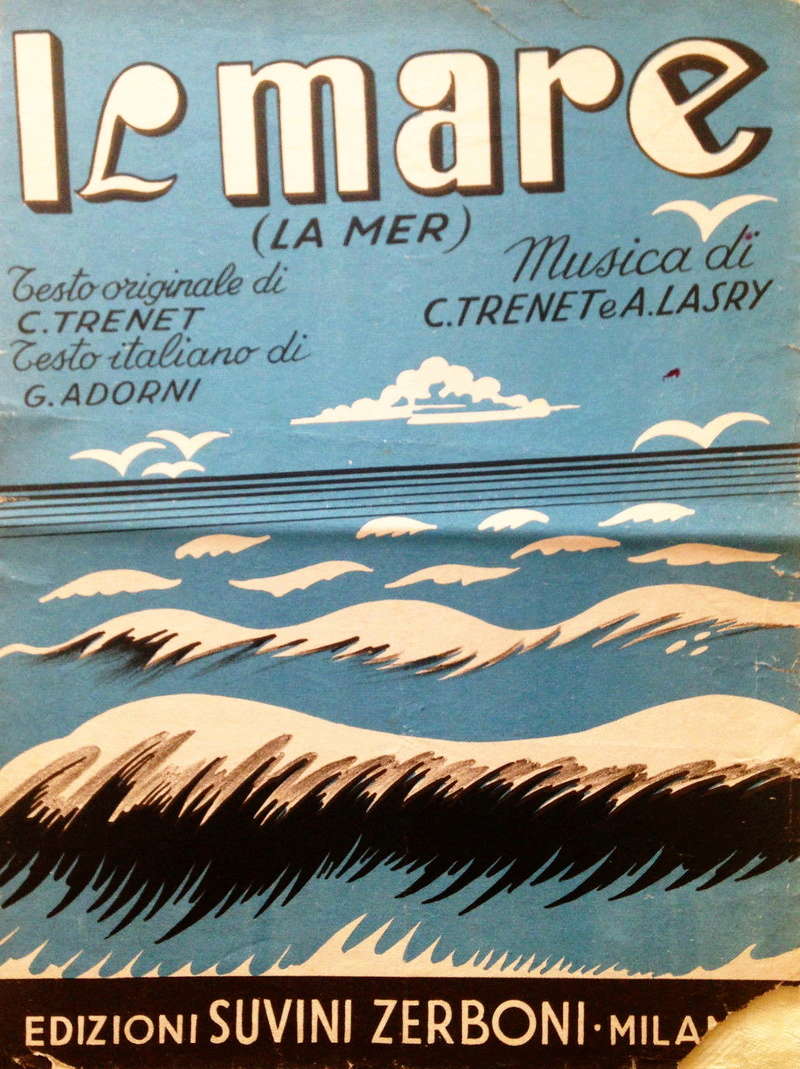 Il mare
(LA MER)
Musica di
C. TRENET e A. LASRY
Testo originale di
C. TRENET
Testo italiano di
G. ADORNI
EDIZIONI SUVINI ZERBONI · MILA